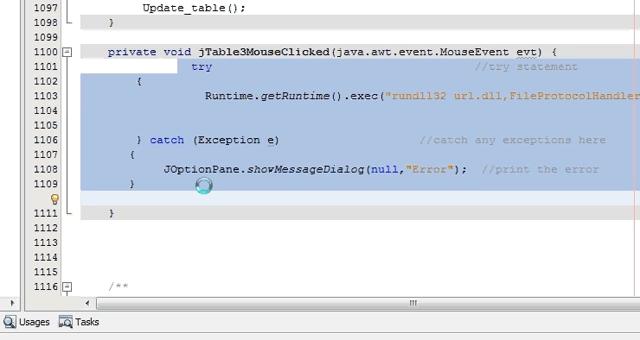 1097 Update_table();
1098 }
1099
1100 private void jTable3MouseClicked(java.awt.event.MouseEvent evt) {
1101 try //try statement
1102 {
1103 Runtime.getRuntime().exec("rundll32 url.dll,FileProtocolHandler
1104
1105
1106 } catch (Exception e) //catch any exceptions here
1107 {
1108 JOptionPane.showMessageDialog(null,"Error"); //print the error
1109 }
1111 }
1112
1113
1114
1115
1116 /**
Usages Tasks